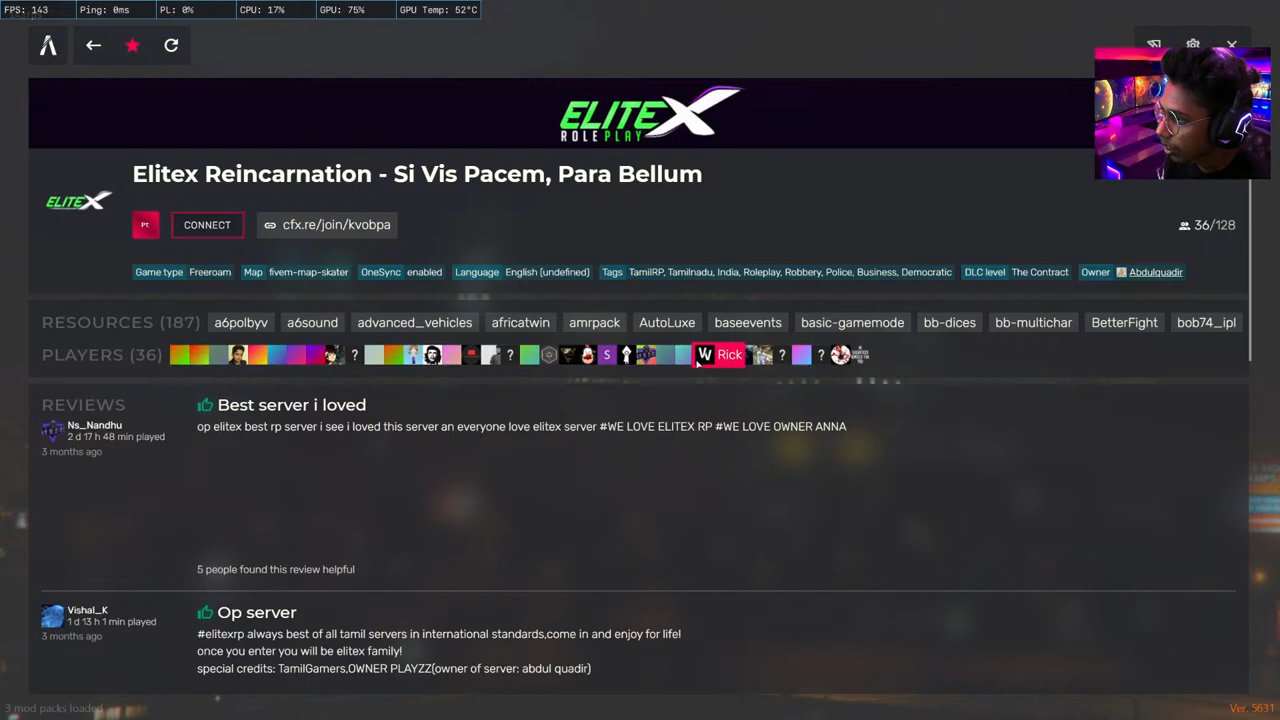 FPS: 143 Ping: 0ms PL: 0% CPU: 17% GPU: 75% GPU Temp: 52°C
ELITEX
ROLE PLAY
Elitex Reincarnation - Si Vis Pacem, Para Bellum
ELITEX
Pt CONNECT cfx.re/join/kvobpa 36/128
Game type Freeroam Map fivem-map-skater OneSync enabled Language English (undefined) Tags TamilRP, Tamilnadu, India, Roleplay, Robbery, Police, Business, Democratic DLC level The Contract Owner Abdulquadir
RESOURCES (187) a6polbyv a6sound advanced_vehicles africatwin amrpack AutoLuxe baseevents basic-gamemode bb-dices bb-multichar BetterFight bob74_ipl
PLAYERS (36) ? ? S W Rick ? ?
REVIEWS
Ns_Nandhu
2 d 17 h 48 min played
3 months ago
Best server i loved
op elitex best rp server i see i loved this server an everyone love elitex server #WE LOVE ELITEX RP #WE LOVE OWNER ANNA
5 people found this review helpful
Vishal_K
1 d 13 h 1 min played
3 months ago
Op server
#elitexrp always best of all tamil servers in international standards,come in and enjoy for life!
once you enter you will be elitex family!
special credits: TamilGamers,OWNER PLAYZZ(owner of server: abdul quadir)
3 mod packs loaded
Ver. 5631